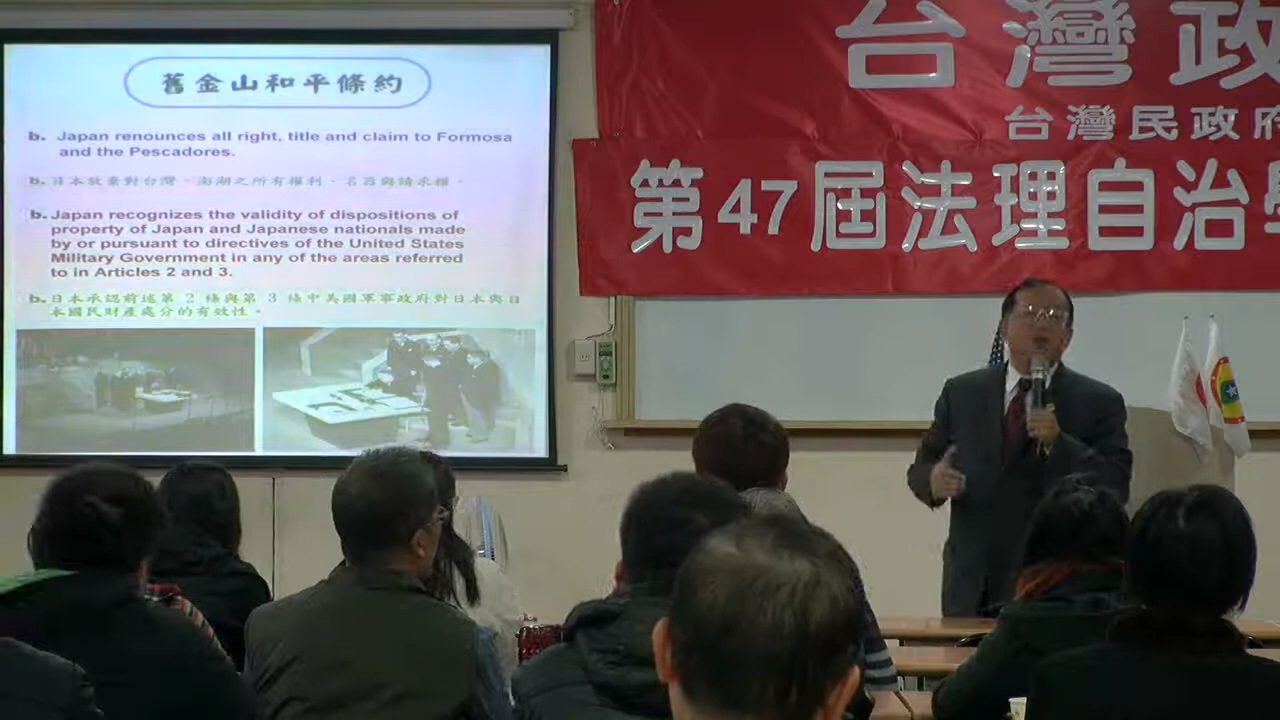 舊金山和平條約
b. Japan renounces all right, title and claim to Formosa
and the Pescadores.
b. 日本放棄對台灣、澎湖之所有權利、名器與請求權。
b. Japan recognizes the validity of dispositions of
property of Japan and Japanese nationals made
by or pursuant to directives of the United States
Military Government in any of the areas referred
to in Articles 2 and 3.
b. 日本承認前述第 2 條與第 3 條中美國軍事政府對日本與日
本國民財產處分的有效性。
台灣政
台灣民政府
第47屆法理自治學